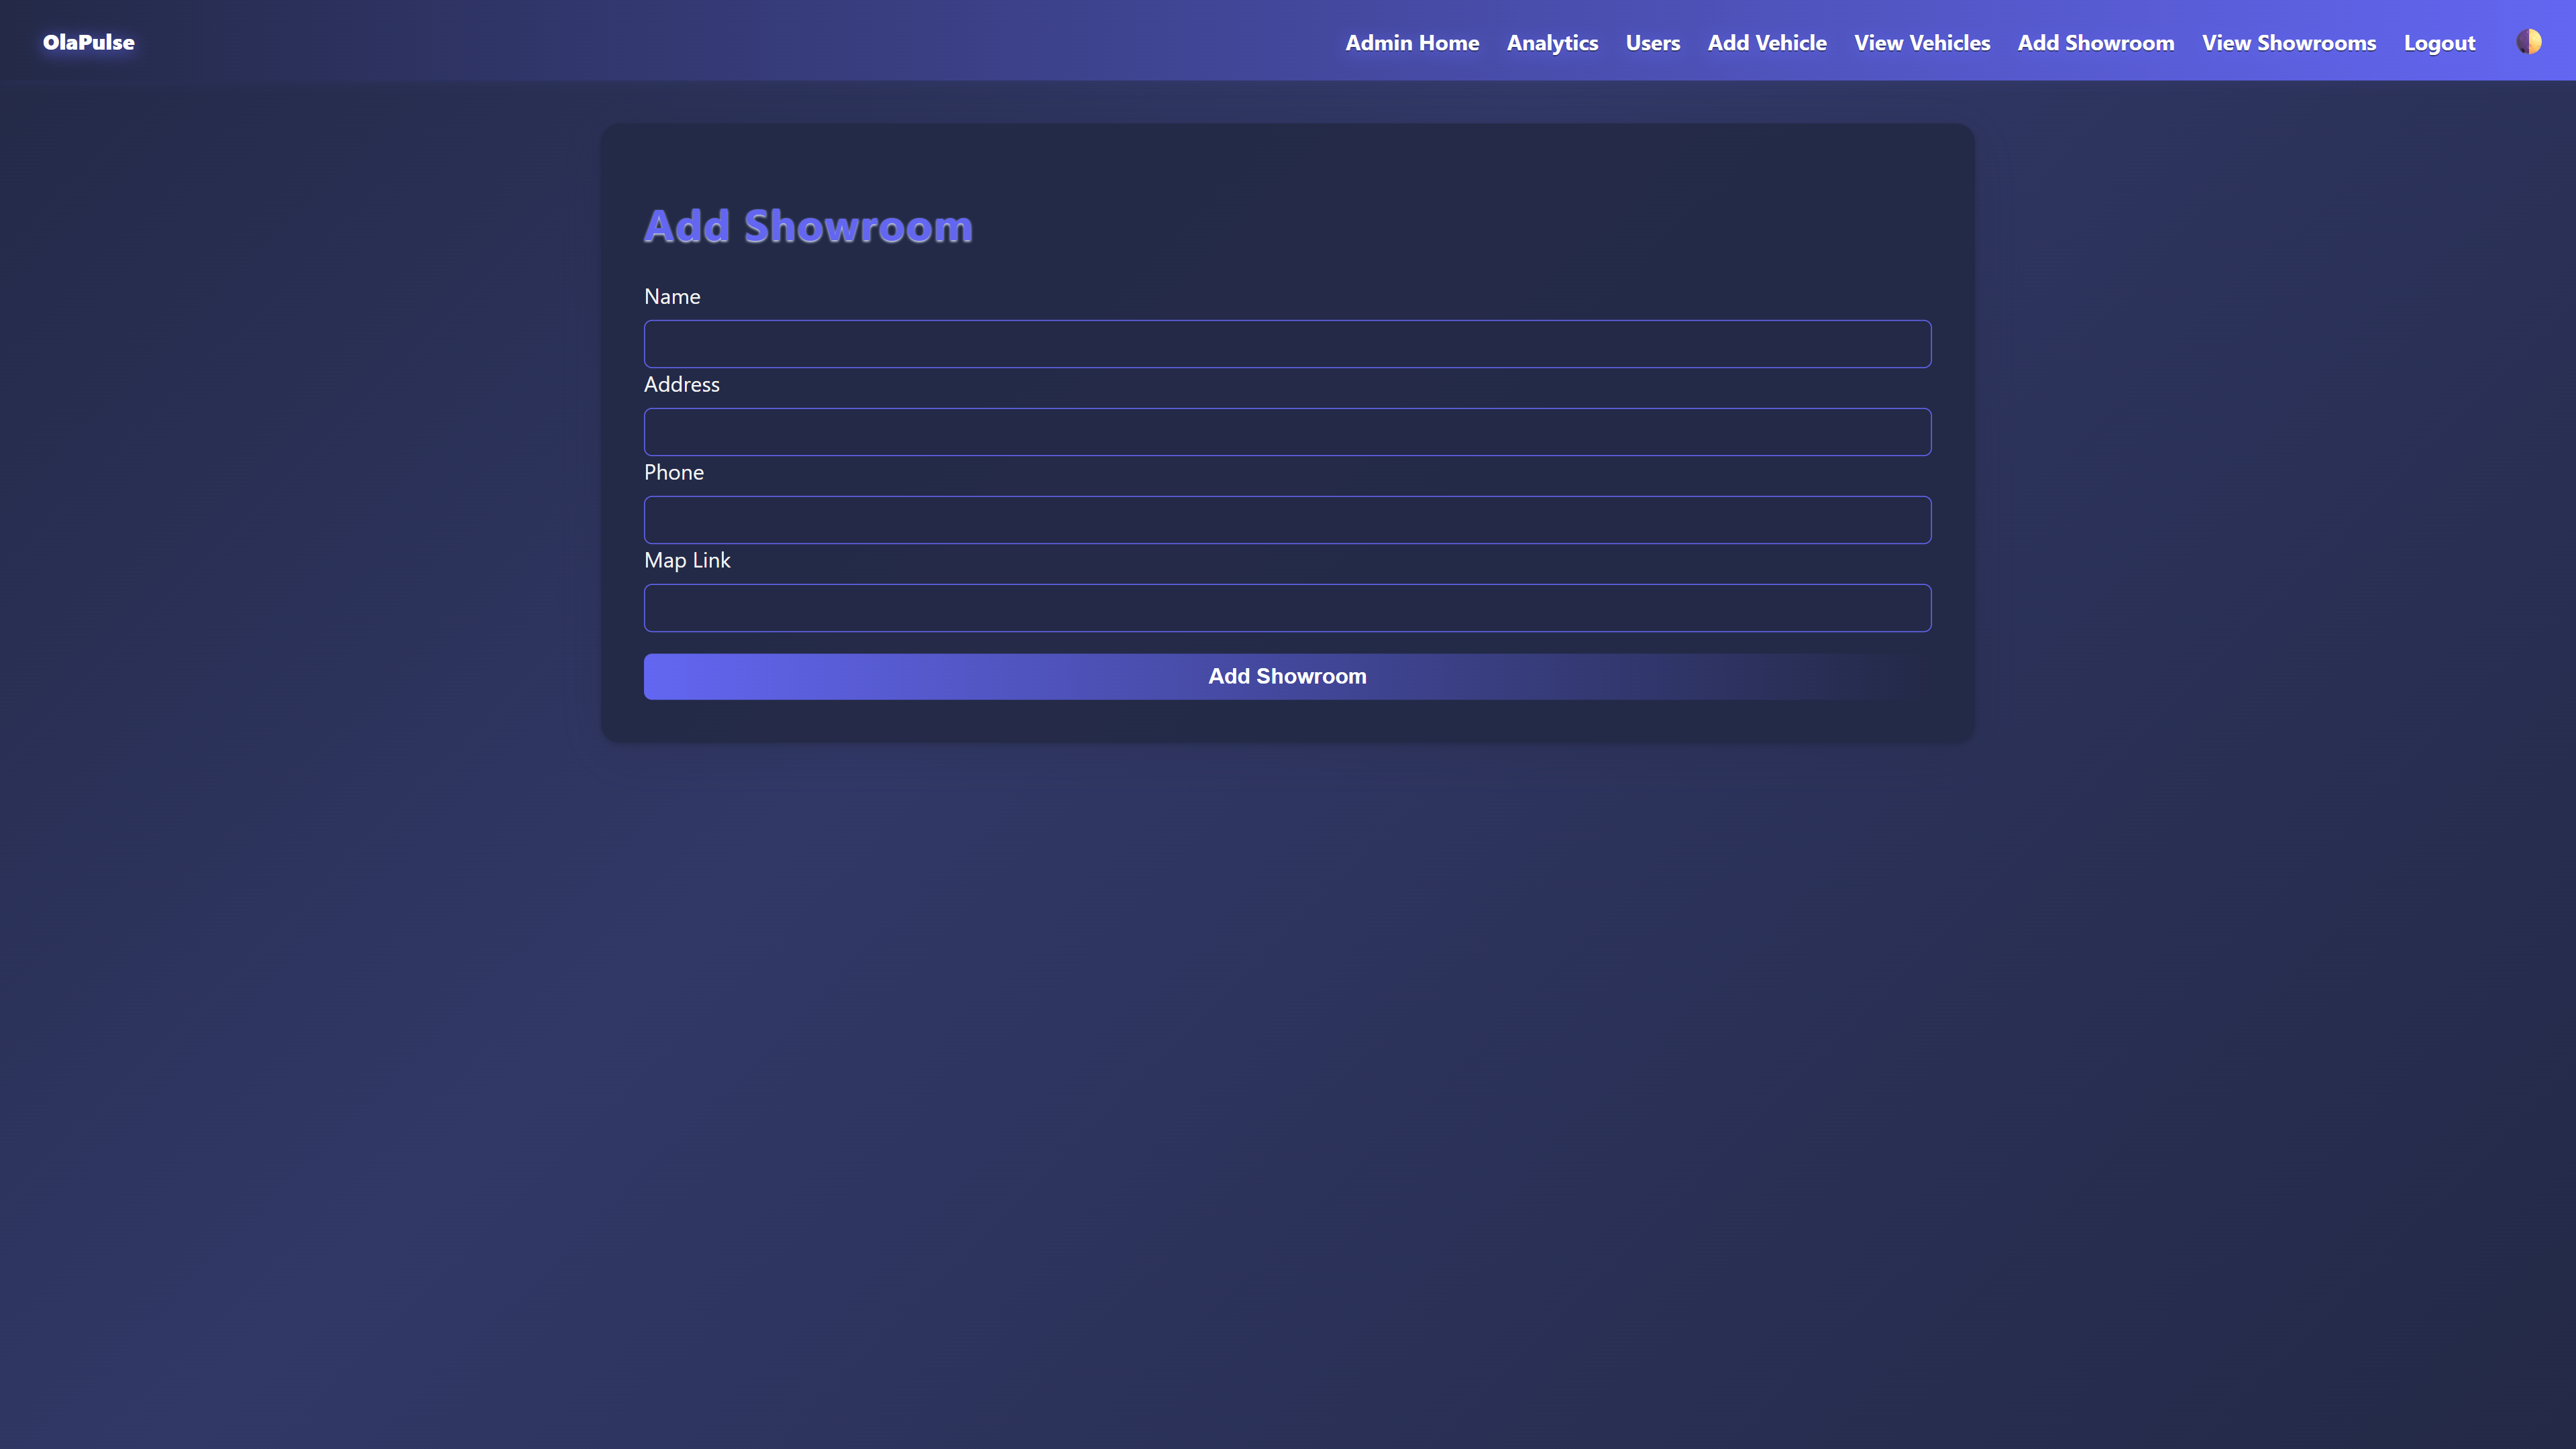 OlaPulse
Admin Home Analytics Users Add Vehicle View Vehicles Add Showroom View Showrooms Logout
Add Showroom
Name
Address
Phone
Map Link
Add Showroom